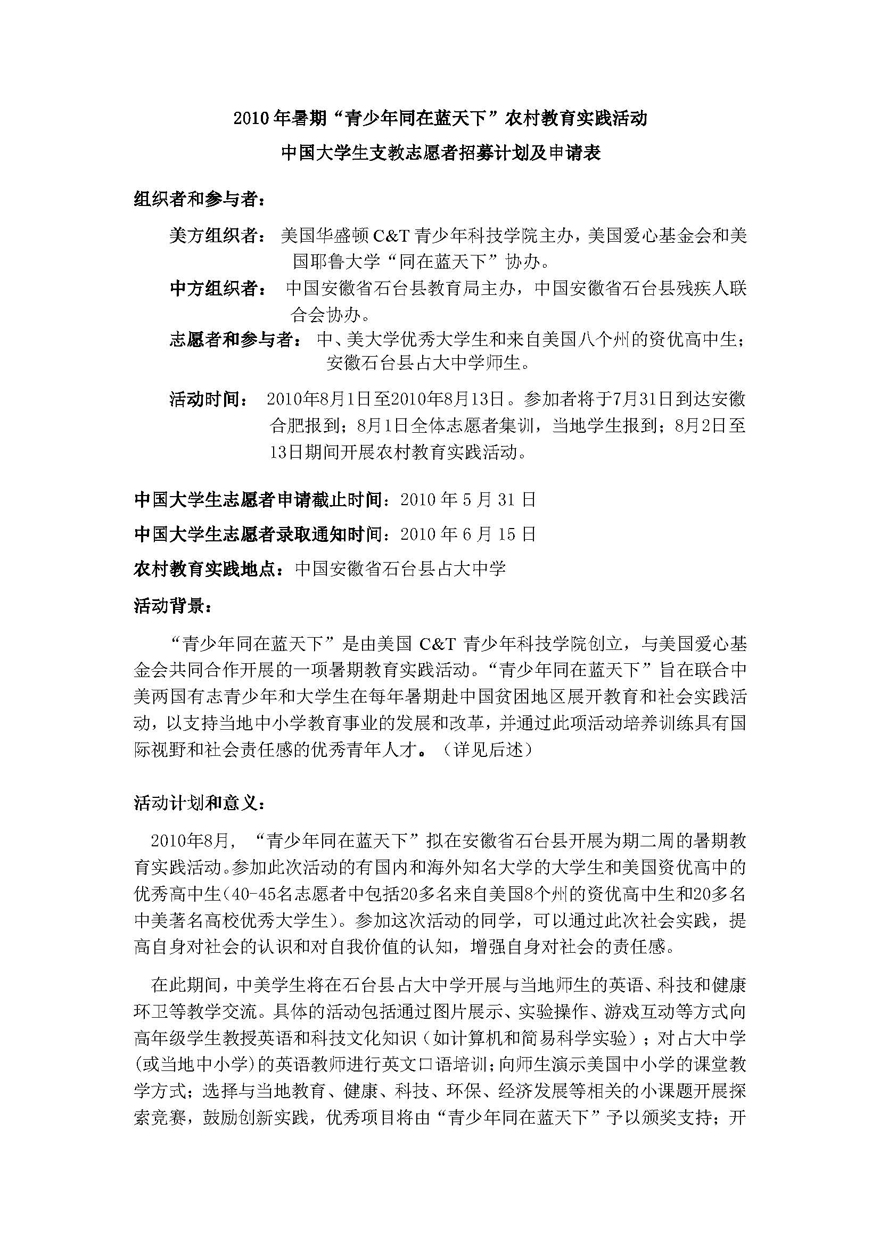 2010 年暑期“青少年同在蓝天下”农村教育实践活动
中国大学生支教志愿者招募计划及申请表
组织者和参与者：
美方组织者： 美国华盛顿 C&T 青少年科技学院主办，美国爱心基金会和美
国耶鲁大学“同在蓝天下”协办。
中方组织者： 中国安徽省石台县教育局主办，中国安徽省石台县残疾人联
合会协办。
志愿者和参与者： 中、美大学优秀大学生和来自美国八个州的资优高中生；
安徽石台县占大中学师生。
活动时间： 2010年8月1日至2010年8月13日。参加者将于7月31日到达安徽
合肥报到；8月1日全体志愿者集训，当地学生报到；8月2日至
13日期间开展农村教育实践活动。
中国大学生志愿者申请截止时间：2010 年 5 月 31 日
中国大学生志愿者录取通知时间：2010 年 6 月 15 日
农村教育实践地点：中国安徽省石台县占大中学
活动背景：
“青少年同在蓝天下”是由美国 C&T 青少年科技学院创立，与美国爱心基
金会共同合作开展的一项暑期教育实践活动。“青少年同在蓝天下”旨在联合中
美两国有志青少年和大学生在每年暑期赴中国贫困地区展开教育和社会实践活
动，以支持当地中小学教育事业的发展和改革，并通过此项活动培养训练具有国
际视野和社会责任感的优秀青年人才。（详见后述）
活动计划和意义：
2010年8月, “青少年同在蓝天下”拟在安徽省石台县开展为期二周的暑期教
育实践活动。参加此次活动的有国内和海外知名大学的大学生和美国资优高中的
优秀高中生(40-45名志愿者中包括20多名来自美国8个州的资优高中生和20多名
中美著名高校优秀大学生)。参加这次活动的同学，可以通过此次社会实践，提
高自身对社会的认识和对自我价值的认知，增强自身对社会的责任感。
在此期间，中美学生将在石台县占大中学开展与当地师生的英语、科技和健康
环卫等教学交流。具体的活动包括通过图片展示、实验操作、游戏互动等方式向
高年级学生教授英语和科技文化知识（如计算机和简易科学实验）；对占大中学
(或当地中小学)的英语教师进行英文口语培训；向师生演示美国中小学的课堂教
学方式；选择与当地教育、健康、科技、环保、经济发展等相关的小课题开展探
索竞赛，鼓励创新实践，优秀项目将由“青少年同在蓝天下”予以颁奖支持；开